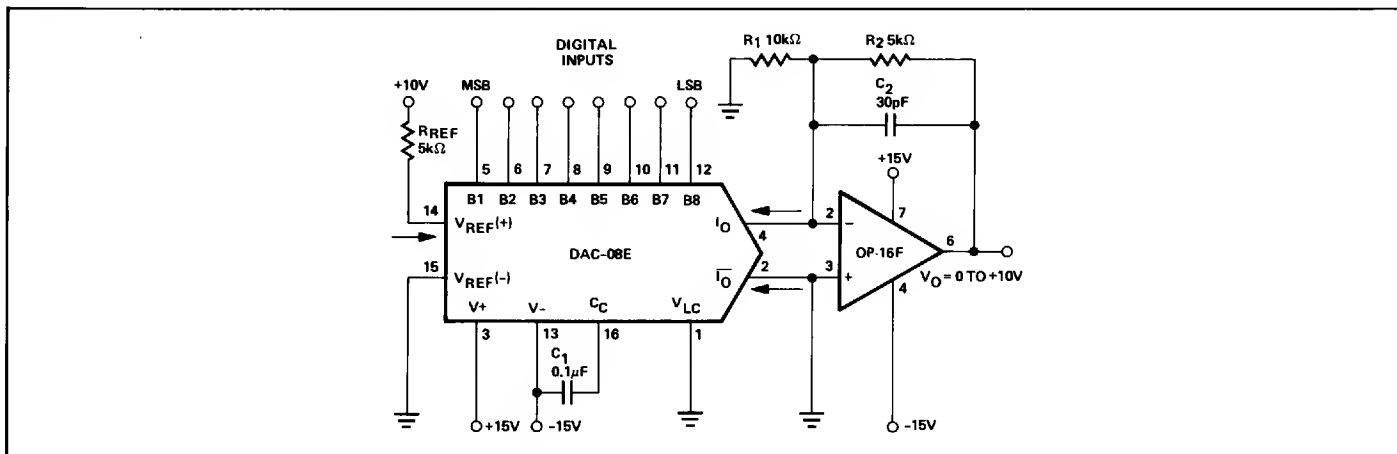 DIGITAL
INPUTS
R1 10kΩ
R2 5kΩ
C2
30pF
+10V
MSB
LSB
RREF
5kΩ
+15V
5 6 7 8 9 10 11 12
B1 B2 B3 B4 B5 B6 B7 B8
14
VREF(+)
IO
4
2
−
7
DAC-08E
OP-16F
6
15
VREF(-)
IO
2
3
+
4
VO = 0 TO +10V
V+
V-
CC
VLC
3
13
16
1
C1
0.1μF
+15V
-15V
-15V